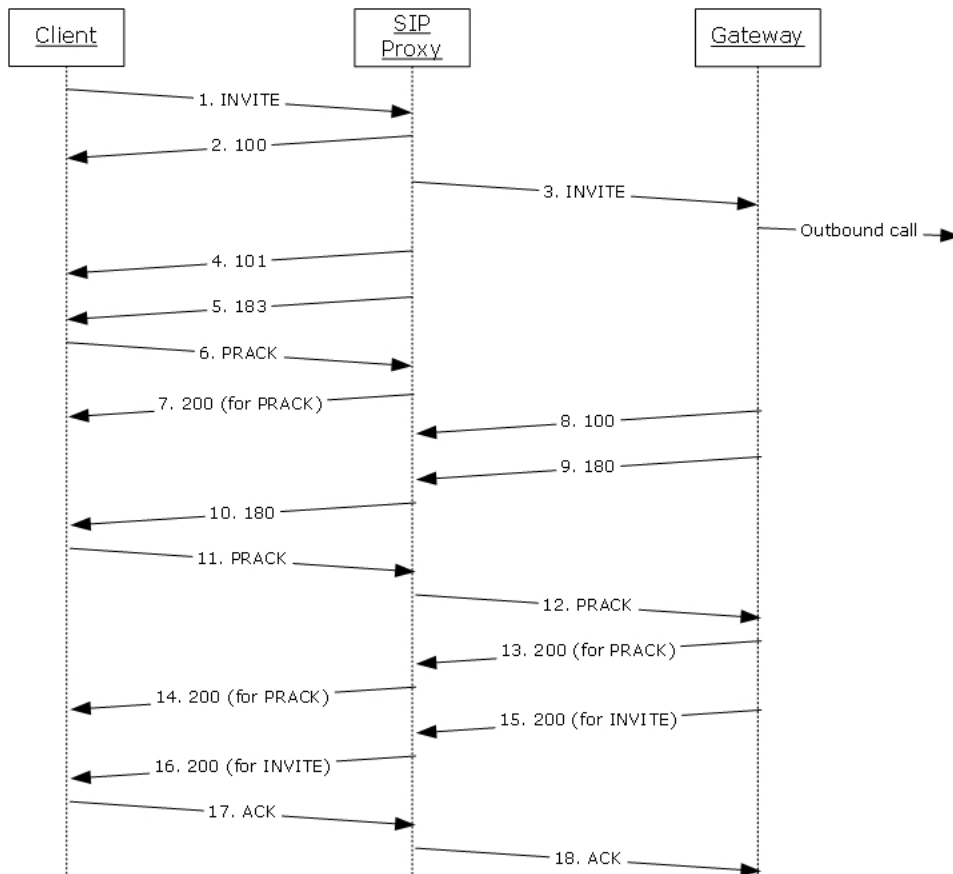 Client
SIP
Proxy
Gateway
1. INVITE
2. 100
3. INVITE
Outbound call
4. 101
5. 183
6. PRACK
7. 200 (for PRACK)
8. 100
9. 180
10. 180
11. PRACK
12. PRACK
13. 200 (for PRACK)
14. 200 (for PRACK)
15. 200 (for INVITE)
16. 200 (for INVITE)
17. ACK
18. ACK